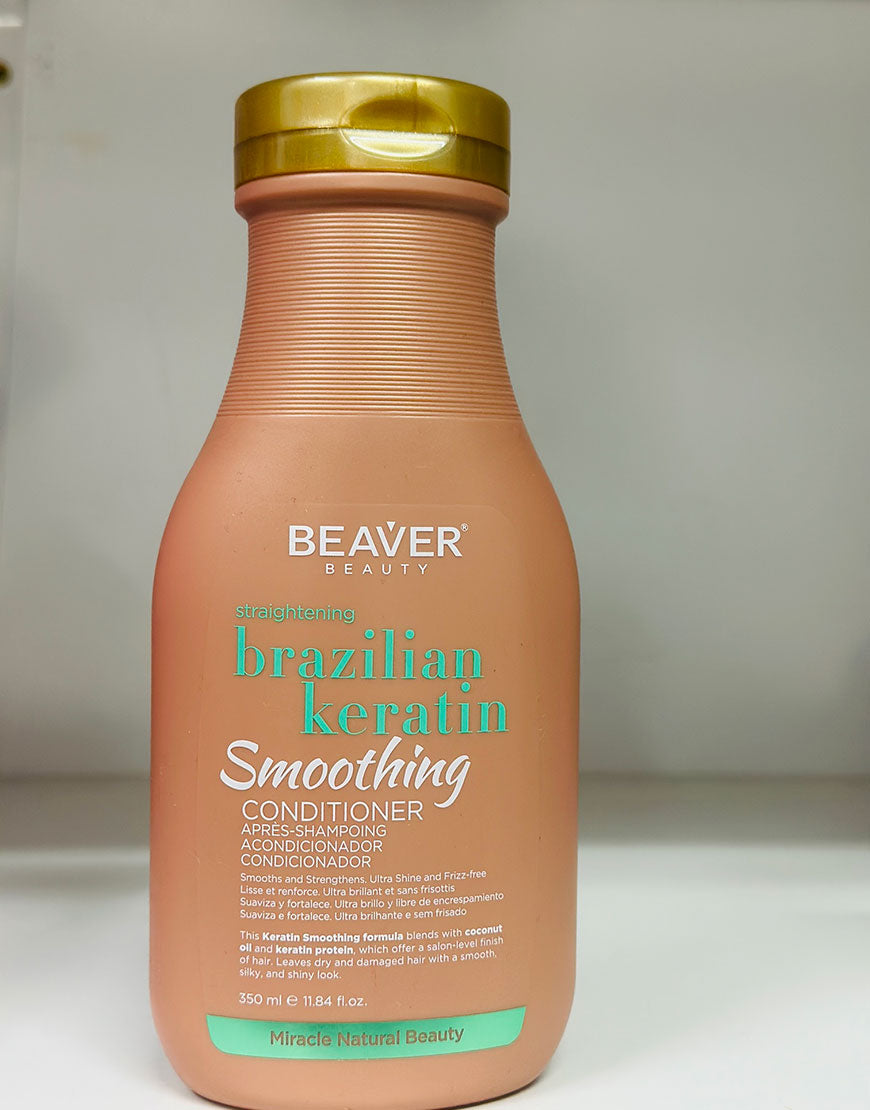 BEAVER®
BEAUTY
straightening
brazilian
keratin
Smoothing
CONDITIONER
APRÈS-SHAMPOING
ACONDICIONADOR
CONDICIONADOR
Smooths and Strengthens. Ultra Shine and Frizz-free
Lisse et renforce. Ultra brillant et sans frisottis
Suaviza y fortalece. Ultra brillo y libre de encrespamiento
Suaviza e fortalece. Ultra brilhante e sem frisado
This Keratin Smoothing formula blends with coconut
oil and keratin protein, which offer a salon-level finish
of hair. Leaves dry and damaged hair with a smooth,
silky, and shiny look.
350 ml ℮ 11.84 fl.oz.
Miracle Natural Beauty